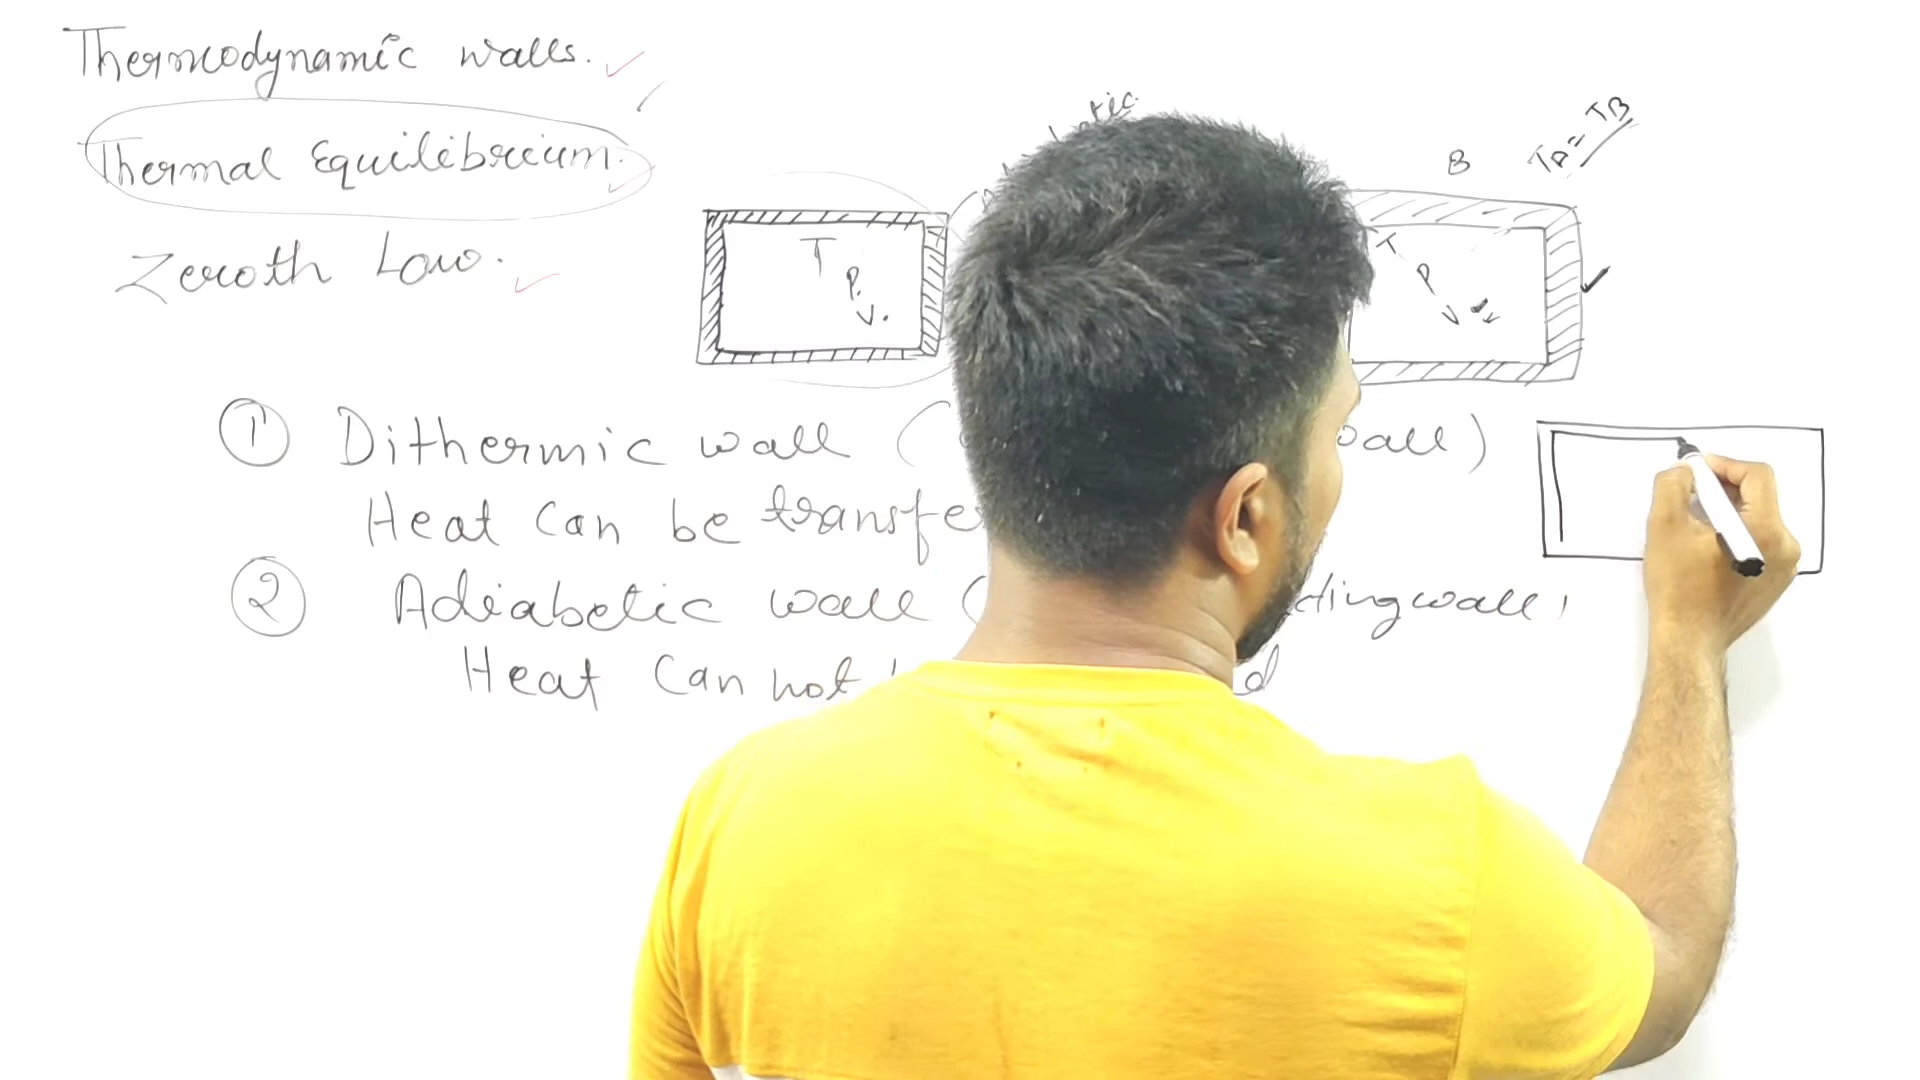 Thermodynamic walls.
Thermal Equilibrium.
Zeroth Law.
B
TA = TB
T
P.
V.
T
P
V
① Dithermic wall ( wall)
Heat can be transfe
② Adiabetic wall ( dingwall,
Heat Can not d